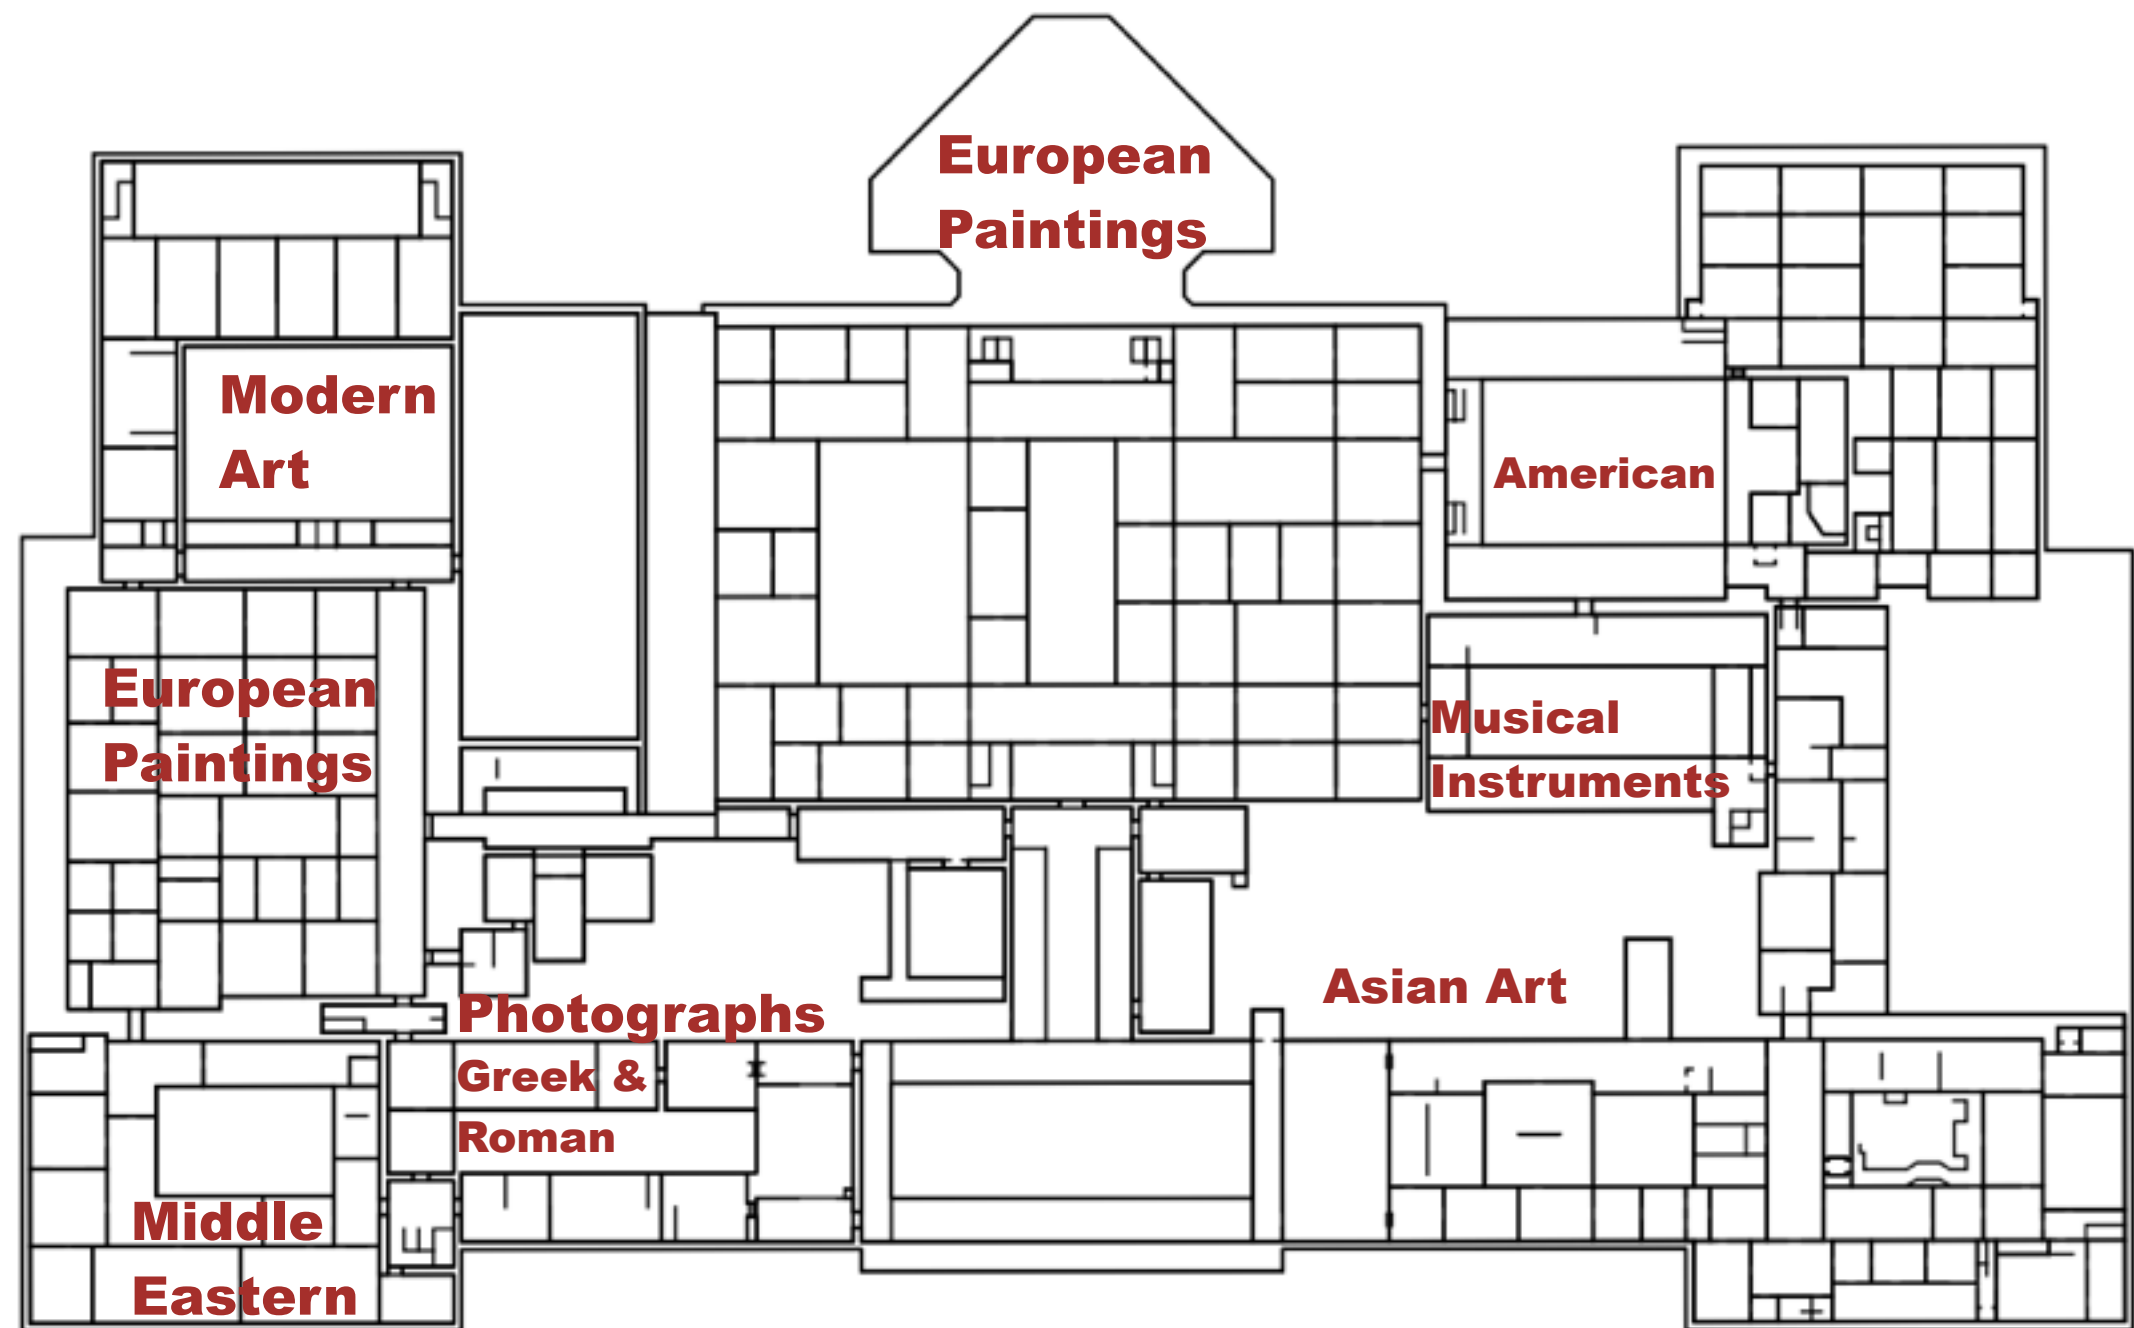 European
Paintings
Modern
Art
American
European
Paintings
Musical
Instruments
Asian Art
Photographs
Greek &
Roman
Middle
Eastern